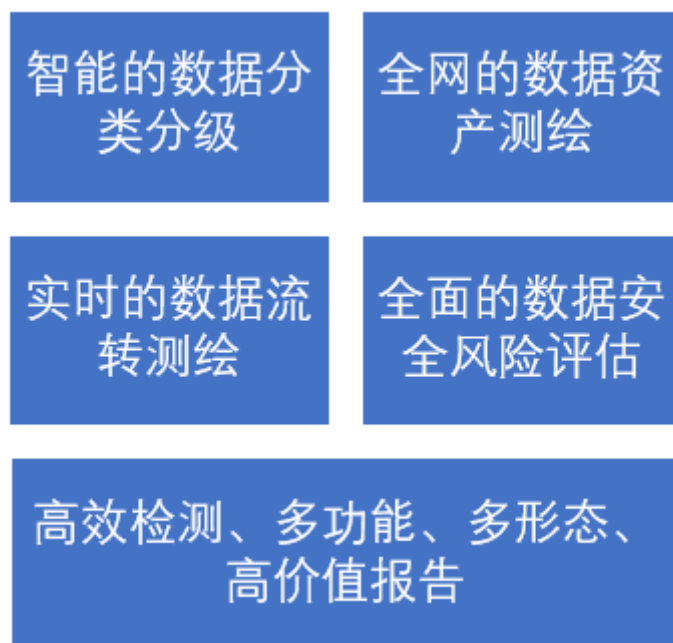 智能的数据分
类分级
全网的数据资
产测绘
实时的数据流
转测绘
全面的数据安
全风险评估
高效检测、多功能、多形态、
高价值报告